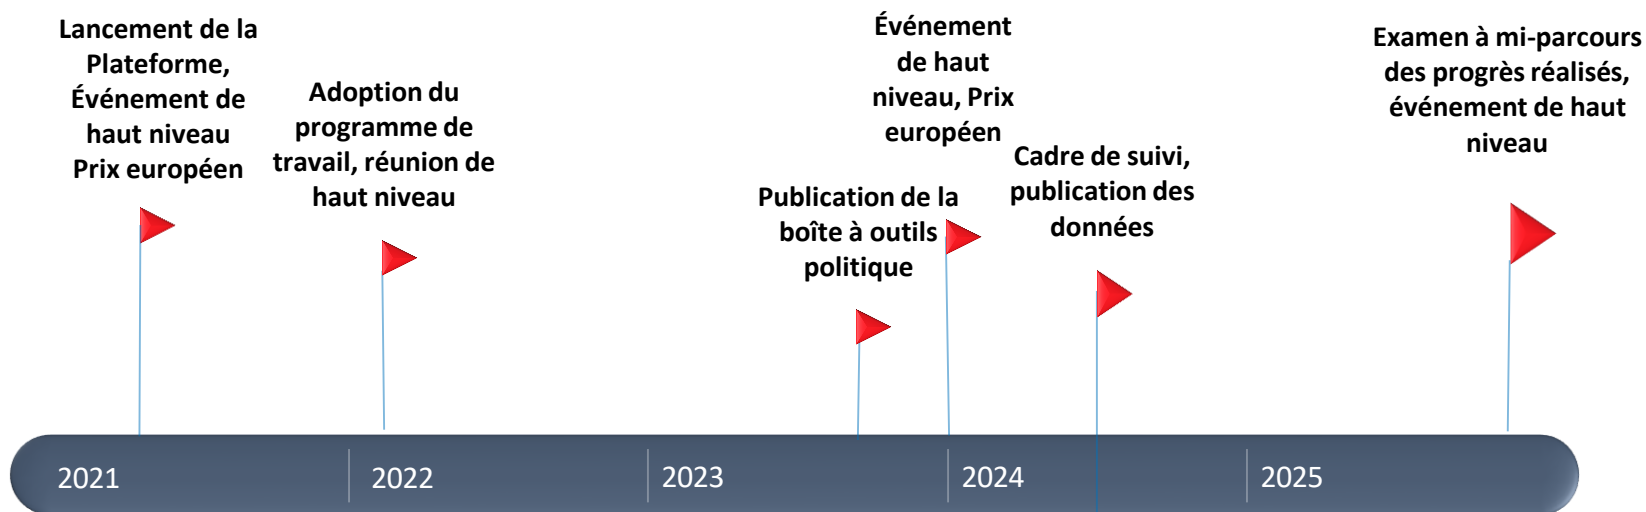 Lancement de la
Plateforme,
Événement de
haut niveau
Prix européen
Adoption du
programme de
travail, réunion de
haut niveau
Publication de la
boîte à outils
politique
Événement
de haut
niveau, Prix
européen
Cadre de suivi,
publication des
données
Examen à mi-parcours
des progrès réalisés,
événement de haut
niveau
2021
2022
2023
2024
2025